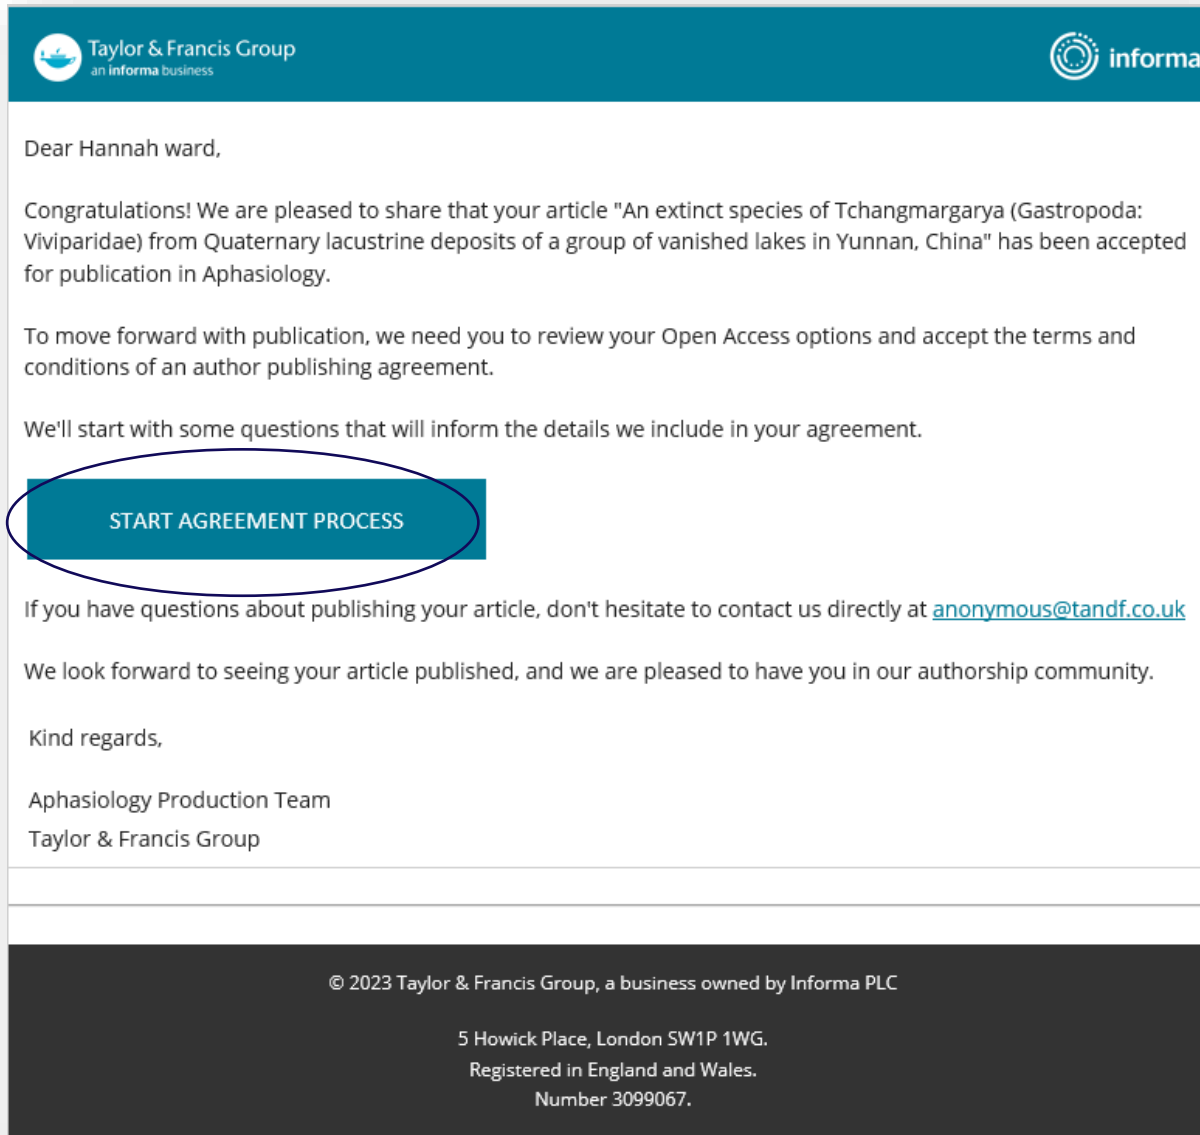 Taylor & Francis Group
an informa business
informa
Dear Hannah ward,
Congratulations! We are pleased to share that your article "An extinct species of Tchangmargarya (Gastropoda:
Viviparidae) from Quaternary lacustrine deposits of a group of vanished lakes in Yunnan, China" has been accepted
for publication in Aphasiology.
To move forward with publication, we need you to review your Open Access options and accept the terms and
conditions of an author publishing agreement.
We'll start with some questions that will inform the details we include in your agreement.
START AGREEMENT PROCESS
If you have questions about publishing your article, don't hesitate to contact us directly at anonymous@tandf.co.uk
We look forward to seeing your article published, and we are pleased to have you in our authorship community.
Kind regards,
Aphasiology Production Team
Taylor & Francis Group
© 2023 Taylor & Francis Group, a business owned by Informa PLC
5 Howick Place, London SW1P 1WG.
Registered in England and Wales.
Number 3099067.